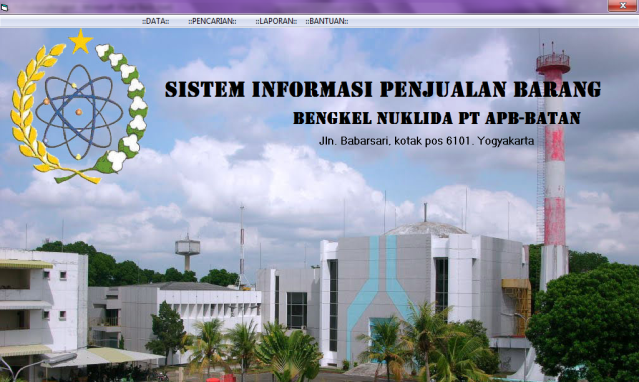 ::DATA:: ::PENCARIAN:: ::LAPORAN:: ::BANTUAN::
SISTEM INFORMASI PENJUALAN BARANG
BENGKEL NUKLIDA PT APB-BATAN
Jln. Babarsari, kotak pos 6101. Yogyakarta